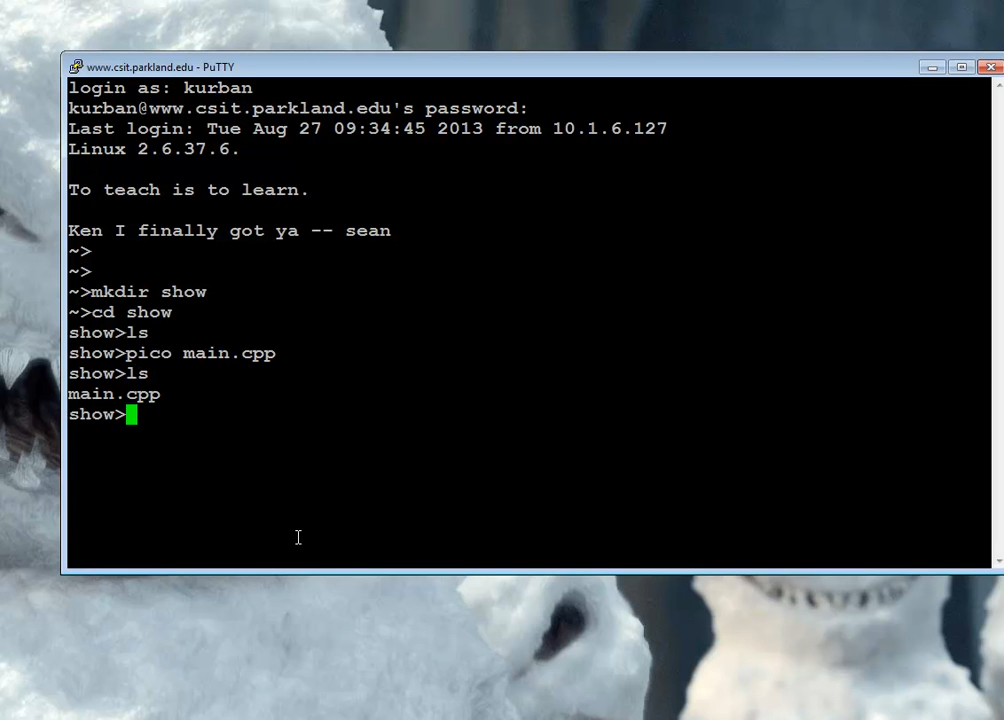 www.csit.parkland.edu - PuTTY
login as: kurban
kurban@www.csit.parkland.edu's password:
Last login: Tue Aug 27 09:34:45 2013 from 10.1.6.127
Linux 2.6.37.6.
To teach is to learn.
Ken I finally got ya -- sean
~>
~>
~>mkdir show
~>cd show
show>ls
show>pico main.cpp
show>ls
main.cpp
show>